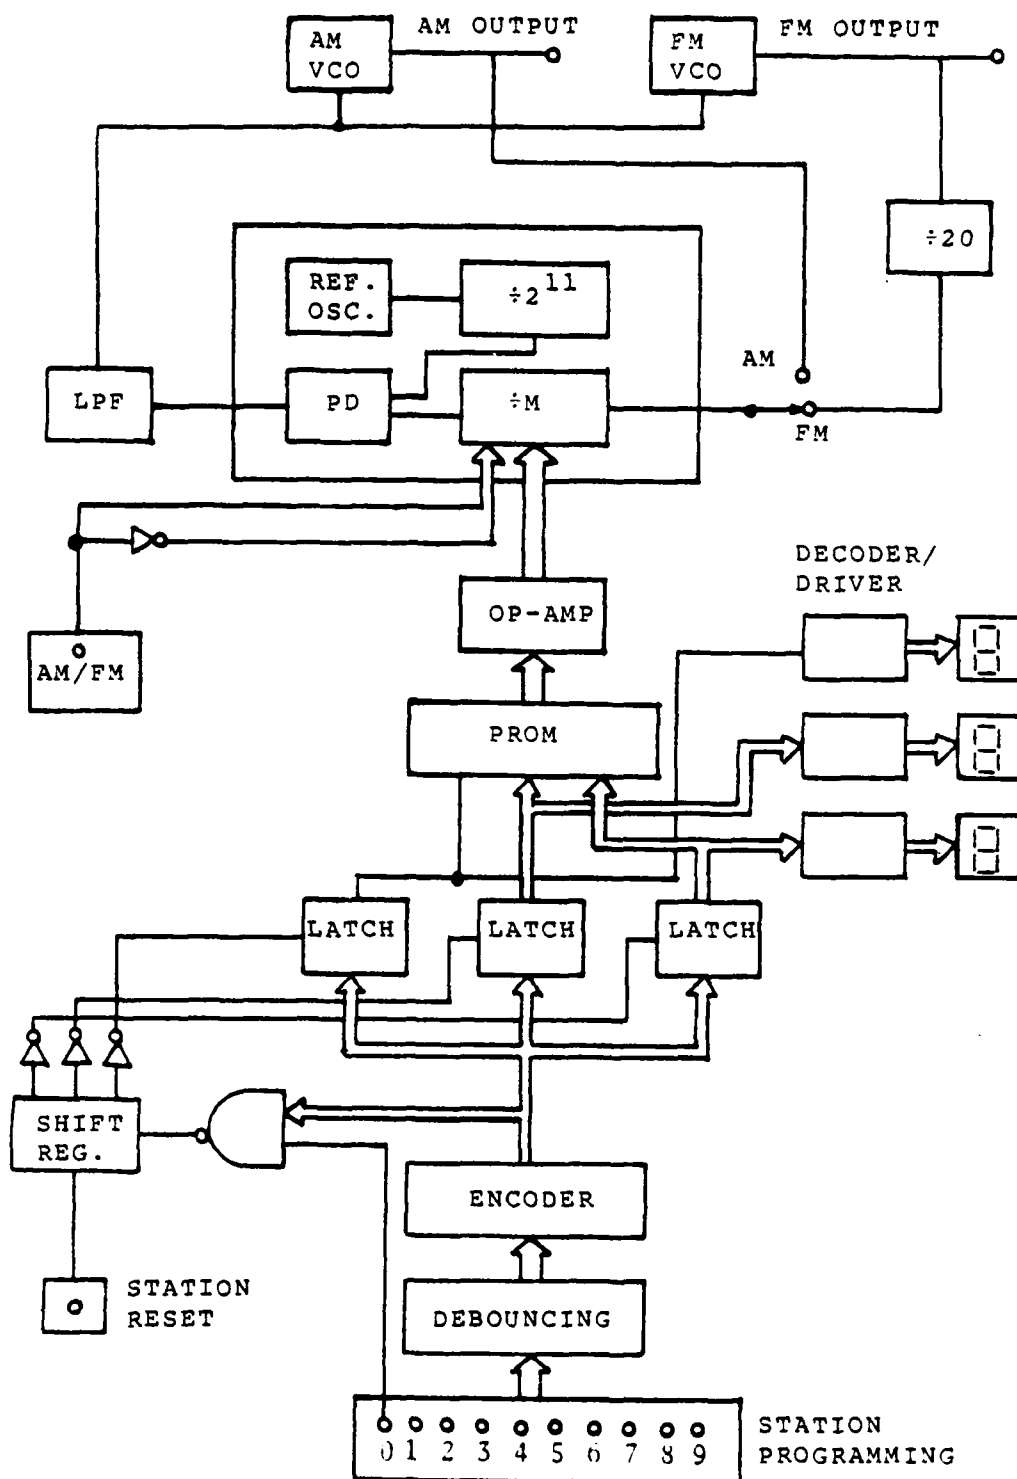 AM OUTPUT
FM OUTPUT
AM
VCO
FM
VCO
÷20
REF.
OSC.
÷2^11
AM
LPF
PD
÷M
FM
DECODER/
DRIVER
OP-AMP
AM/FM
PROM
LATCH
LATCH
LATCH
SHIFT
REG.
ENCODER
STATION
RESET
DEBOUNCING
0 1 2 3 4 5 6 7 8 9
STATION
PROGRAMMING